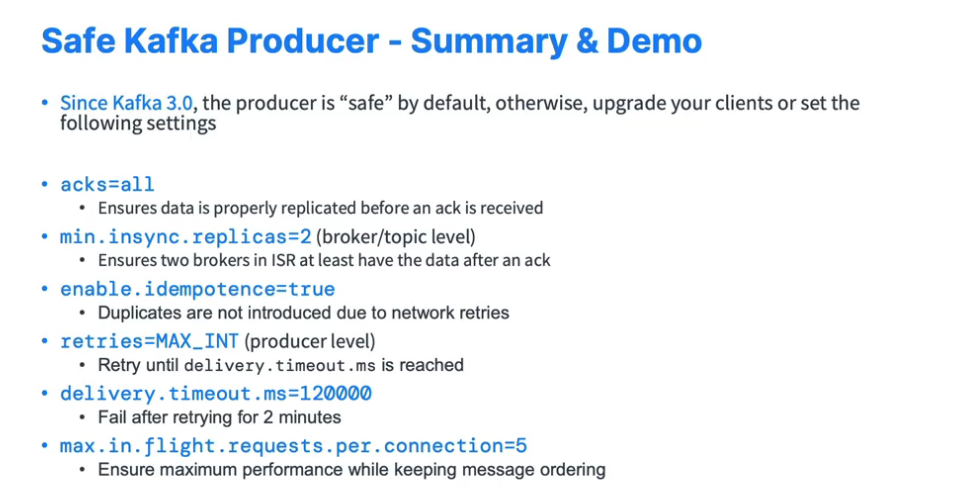 Safe Kafka Producer - Summary & Demo
• Since Kafka 3.0, the producer is “safe” by default, otherwise, upgrade your clients or set the
following settings
• acks=all
• Ensures data is properly replicated before an ack is received
• min.insync.replicas=2 (broker/topic level)
• Ensures two brokers in ISR at least have the data after an ack
• enable.idempotence=true
• Duplicates are not introduced due to network retries
• retries=MAX_INT (producer level)
• Retry until delivery.timeout.ms is reached
• delivery.timeout.ms=120000
• Fail after retrying for 2 minutes
• max.in.flight.requests.per.connection=5
• Ensure maximum performance while keeping message ordering